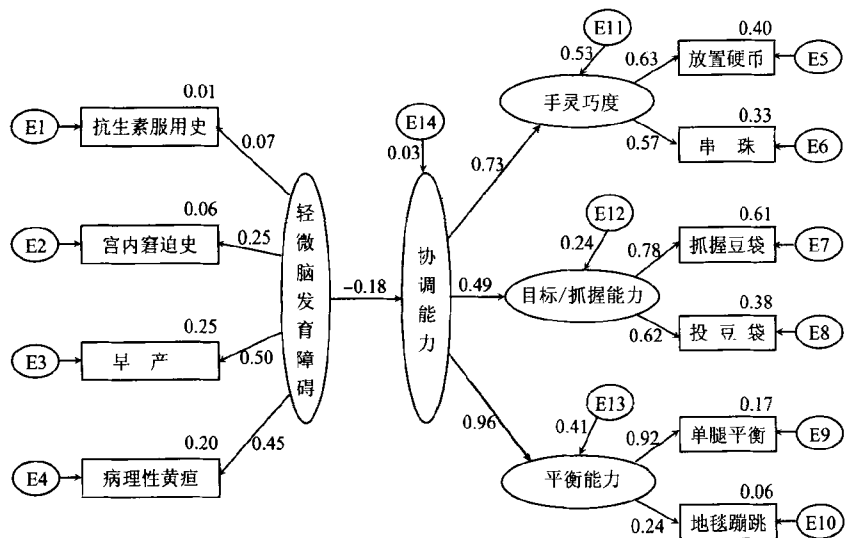 E1
0.01
抗生素服用史
0.07
E2
0.06
宫内窘迫史
0.25
E3
0.25
早 产
0.50
E4
0.20
病理性黄疸
0.45
轻微脑发育障碍
-0.18
E14
0.03
协调能力
0.73
0.49
0.96
E11
0.53
手灵巧度
0.63
0.57
0.40
放置硬币
E5
0.33
串 珠
E6
E12
0.24
目标/抓握能力
0.78
0.62
0.61
抓握豆袋
E7
0.38
投豆袋
E8
E13
0.41
平衡能力
0.92
0.24
0.17
单腿平衡
E9
0.06
地毯蹦跳
E10